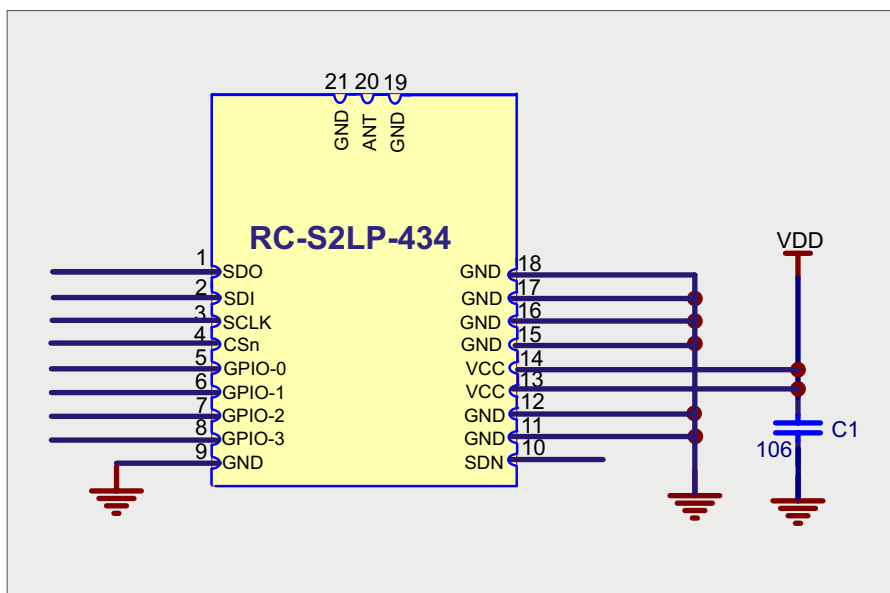 21 20 19
GND ANT GND
RC-S2LP-434
VDD
1 SDO
2 SDI
3 SCLK
4 CSn
5 GPIO-0
6 GPIO-1
7 GPIO-2
8 GPIO-3
9 GND
GND 18
GND 17
GND 16
GND 15
VCC 14
VCC 13
GND 12
GND 11
SDN 10
C1
106